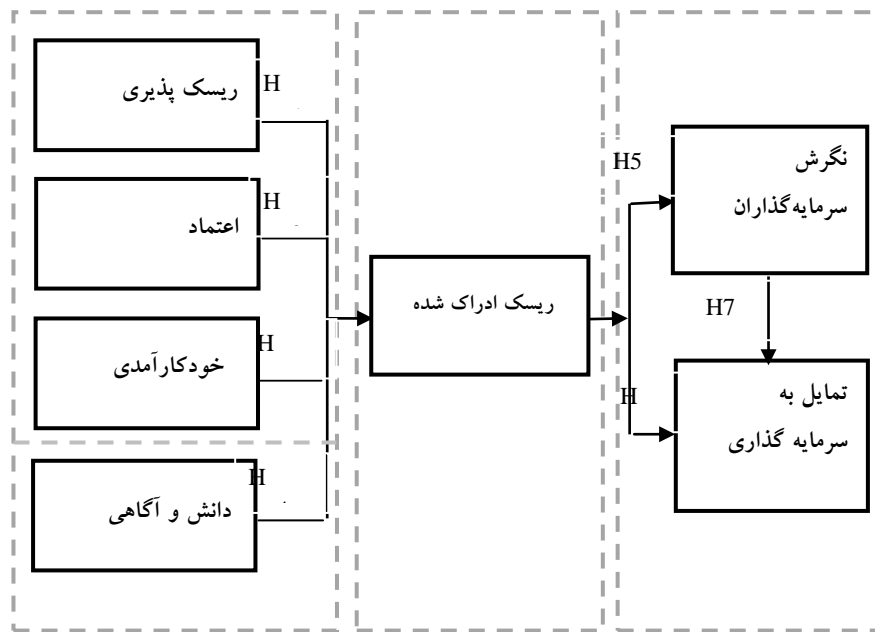 H
ریسک پذیری
H
اعتماد
H
خودکارآمدی
H
دانش و آگاهی
ریسک ادراک شده
H5
نگرش
سرمایه‌گذاران
H7
H
تمایل به
سرمایه گذاری